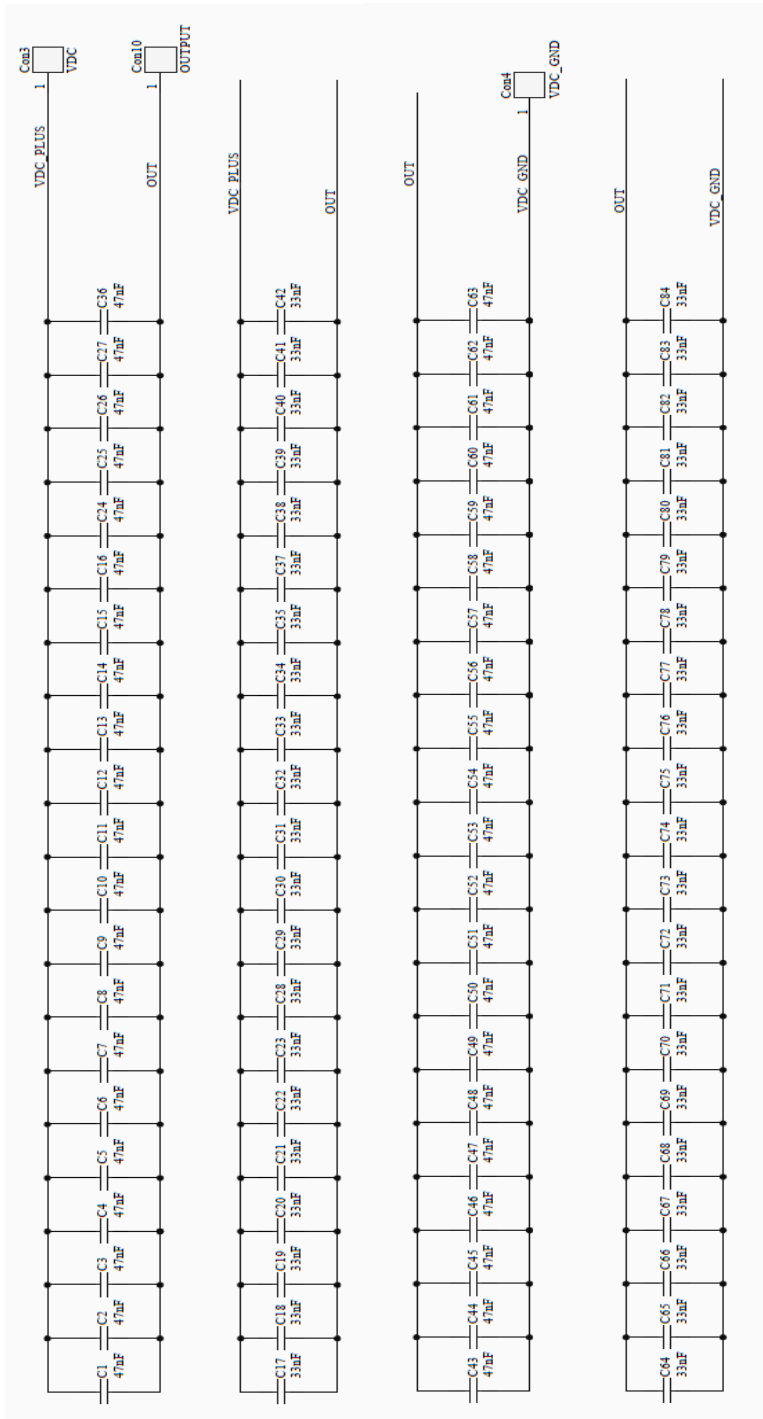 Con3
VDC
1
VDC_PLUS
Con10
OUTPUT
1
OUT
C36
47nF
C27
47nF
C26
47nF
C25
47nF
C24
47nF
C16
47nF
C15
47nF
C14
47nF
C13
47nF
C12
47nF
C11
47nF
C10
47nF
C9
47nF
C8
47nF
C7
47nF
C6
47nF
C5
47nF
C4
47nF
C3
47nF
C2
47nF
C1
47nF
VDC_PLUS
OUT
C42
33nF
C41
33nF
C40
33nF
C39
33nF
C38
33nF
C37
33nF
C35
33nF
C34
33nF
C33
33nF
C32
33nF
C31
33nF
C30
33nF
C29
33nF
C28
33nF
C23
33nF
C22
33nF
C21
33nF
C20
33nF
C19
33nF
C18
33nF
C17
33nF
OUT
Con4
VDC_GND
1
VDC_GND
C63
47nF
C62
47nF
C61
47nF
C60
47nF
C59
47nF
C58
47nF
C57
47nF
C56
47nF
C55
47nF
C54
47nF
C53
47nF
C52
47nF
C51
47nF
C50
47nF
C49
47nF
C48
47nF
C47
47nF
C46
47nF
C45
47nF
C44
47nF
C43
47nF
OUT
VDC_GND
C84
33nF
C83
33nF
C82
33nF
C81
33nF
C80
33nF
C79
33nF
C78
33nF
C77
33nF
C76
33nF
C75
33nF
C74
33nF
C73
33nF
C72
33nF
C71
33nF
C70
33nF
C69
33nF
C68
33nF
C67
33nF
C66
33nF
C65
33nF
C64
33nF